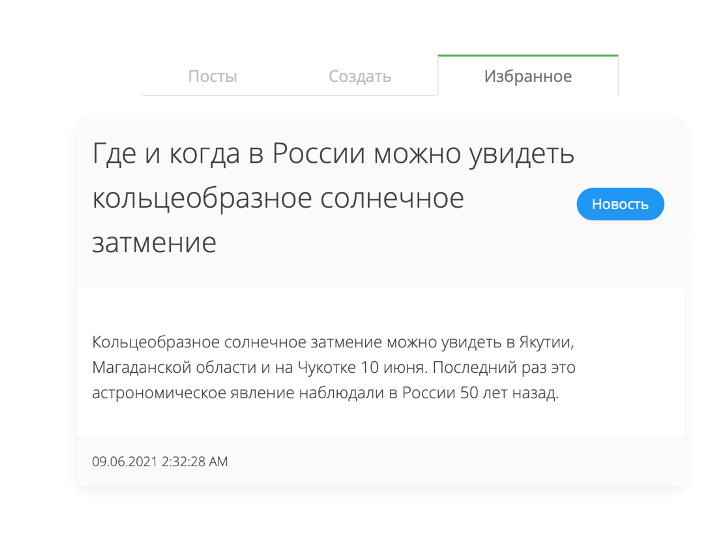 Посты Создать Избранное
Где и когда в России можно увидеть
кольцеобразное солнечное
затмение
Новость
Кольцеобразное солнечное затмение можно увидеть в Якутии,
Магаданской области и на Чукотке 10 июня. Последний раз это
астрономическое явление наблюдали в России 50 лет назад.
09.06.2021 2:32:28 AM